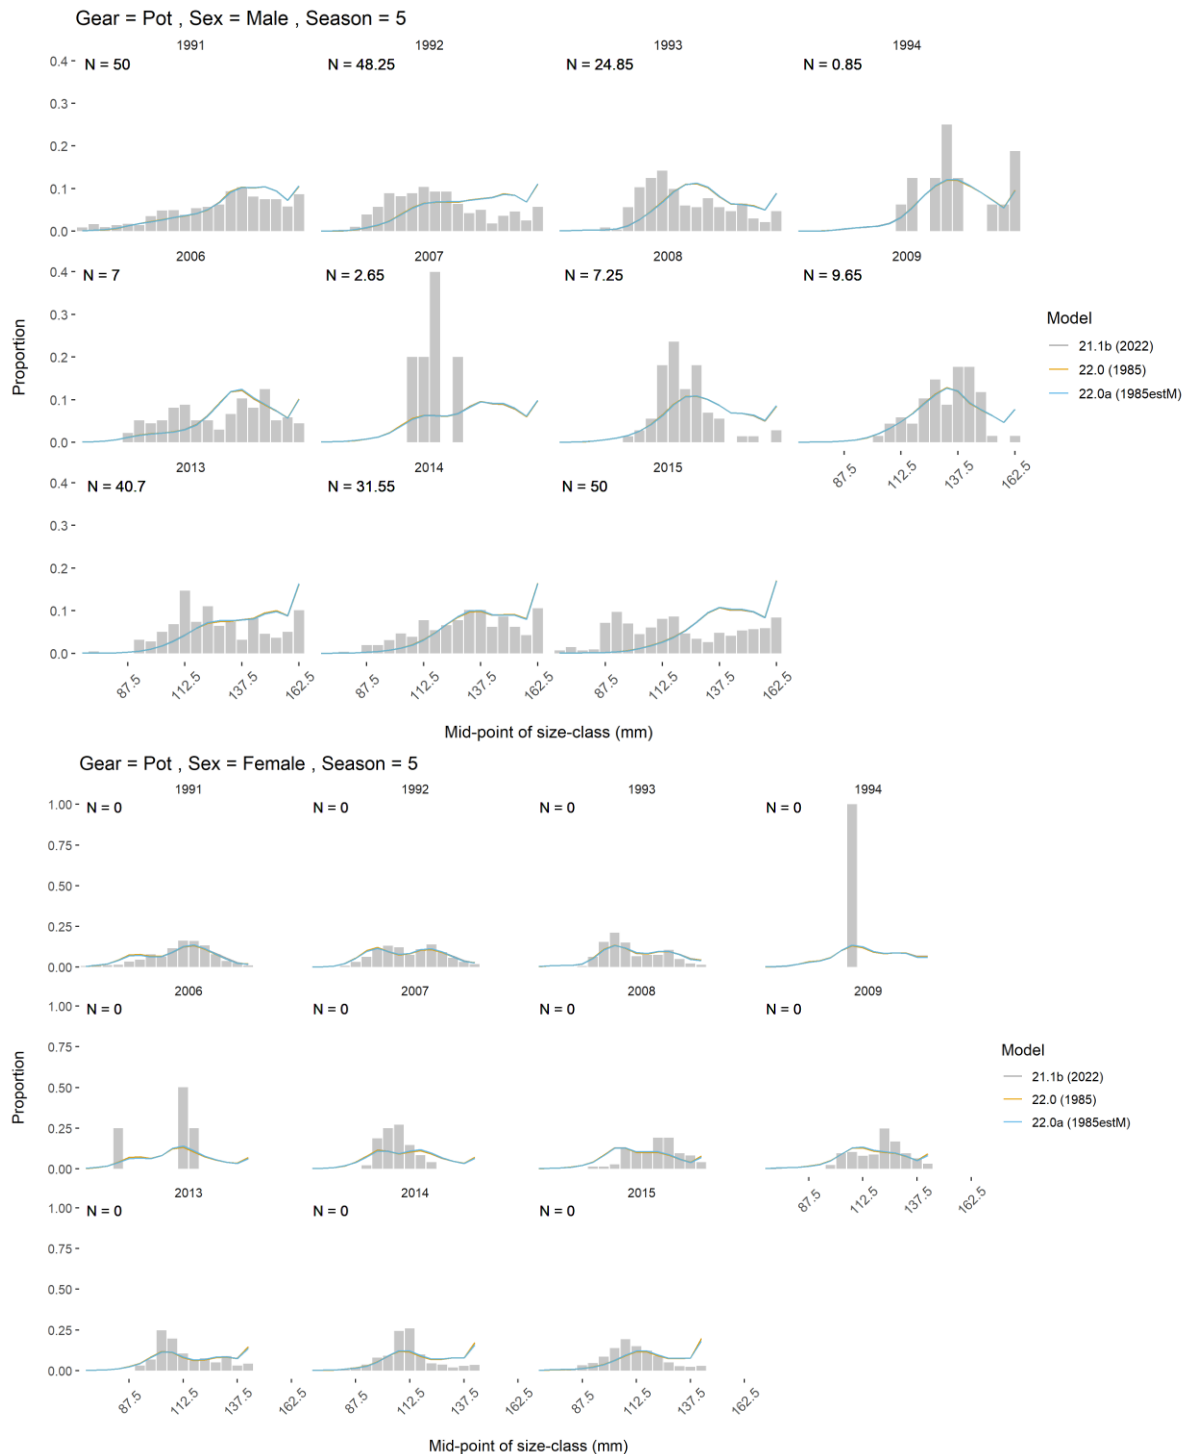 Gear = Pot , Sex = Male , Season = 5
1991 1992 1993 1994
N = 50 N = 48.25 N = 24.85 N = 0.85
0.4
0.3
0.2
0.1
0.0
2006 2007 2008 2009
N = 7 N = 2.65 N = 7.25 N = 9.65
0.4
0.3
0.2
0.1
0.0
87.5 112.5 137.5 162.5
2013 2014 2015
N = 40.7 N = 31.55 N = 50
0.4
0.3
0.2
0.1
0.0
87.5 112.5 137.5 162.5 87.5 112.5 137.5 162.5 87.5 112.5 137.5 162.5
Proportion
Mid-point of size-class (mm)
Model
21.1b (2022)
22.0 (1985)
22.0a (1985estM)
Gear = Pot , Sex = Female , Season = 5
1991 1992 1993 1994
N = 0 N = 0 N = 0 N = 0
1.00
0.75
0.50
0.25
0.00
2006 2007 2008 2009
N = 0 N = 0 N = 0 N = 0
1.00
0.75
0.50
0.25
0.00
87.5 112.5 137.5 162.5
2013 2014 2015
N = 0 N = 0 N = 0
1.00
0.75
0.50
0.25
0.00
87.5 112.5 137.5 162.5 87.5 112.5 137.5 162.5 87.5 112.5 137.5 162.5
Proportion
Mid-point of size-class (mm)
Model
21.1b (2022)
22.0 (1985)
22.0a (1985estM)